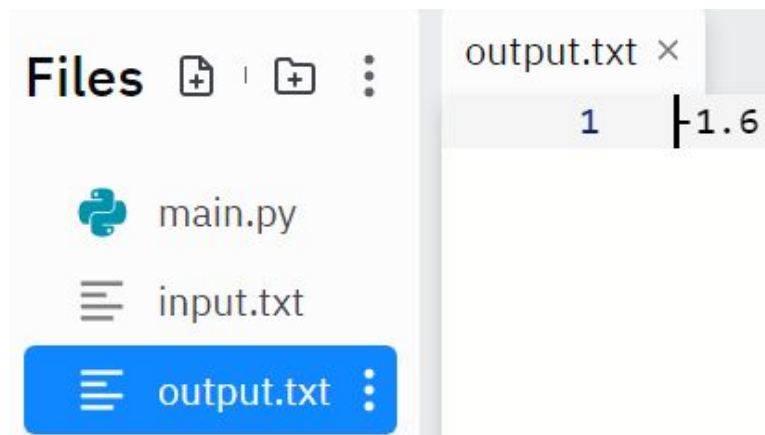 Files
output.txt ×
1 -1.6
main.py
input.txt
output.txt